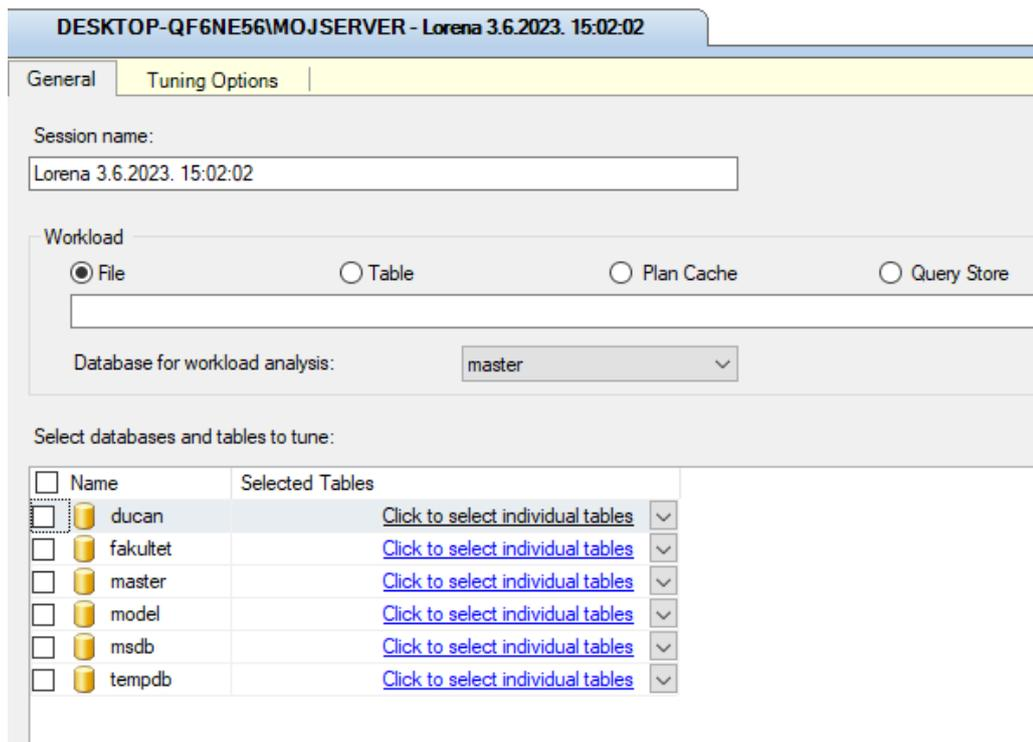 DESKTOP-QF6NE56\MOJSERVER - Lorena 3.6.2023. 15:02:02
General Tuning Options
Session name:
Lorena 3.6.2023. 15:02:02
Workload
File Table Plan Cache Query Store
Database for workload analysis: master
Select databases and tables to tune:
Name Selected Tables
ducan Click to select individual tables
fakultet Click to select individual tables
master Click to select individual tables
model Click to select individual tables
msdb Click to select individual tables
tempdb Click to select individual tables